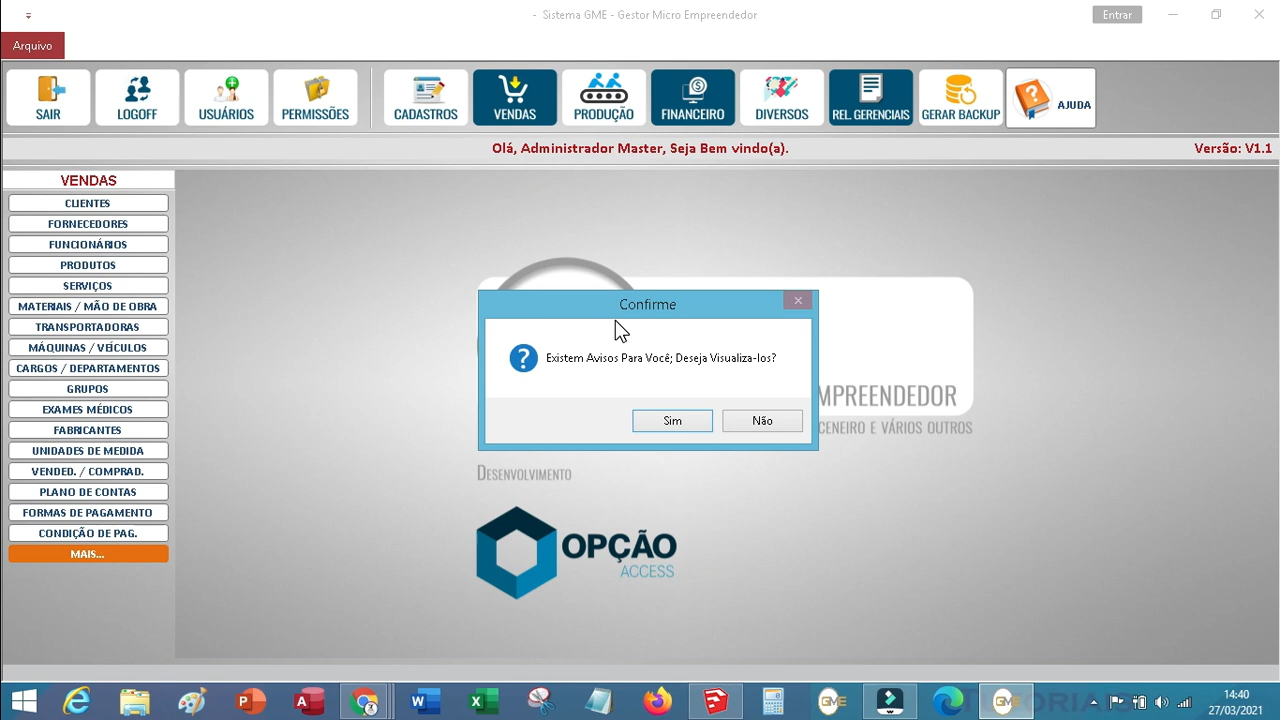 - Sistema GME - Gestor Micro Empreendedor
Entrar
Arquivo
SAIR
LOGOFF
USUÁRIOS
PERMISSÕES
CADASTROS
VENDAS
PRODUÇÃO
FINANCEIRO
DIVERSOS
REL. GERENCIAIS
GERAR BACKUP
AJUDA
Olá, Administrador Master, Seja Bem vindo(a).
Versão: V1.1
VENDAS
CLIENTES
FORNECEDORES
FUNCIONÁRIOS
PRODUTOS
SERVIÇOS
MATERIAIS / MÃO DE OBRA
TRANSPORTADORAS
MÁQUINAS / VEÍCULOS
CARGOS / DEPARTAMENTOS
GRUPOS
EXAMES MÉDICOS
FABRICANTES
UNIDADES DE MEDIDA
VENDED. / COMPRAD.
PLANO DE CONTAS
FORMAS DE PAGAMENTO
CONDIÇÃO DE PAG.
MAIS...
Confirme
Existem Avisos Para Você; Deseja Visualiza-los?
Sim
Não
MPREENDEDOR
CENEIRO E VÁRIOS OUTROS
DESENVOLVIMENTO
OPÇÃO
ACCESS
14:40
27/03/2021